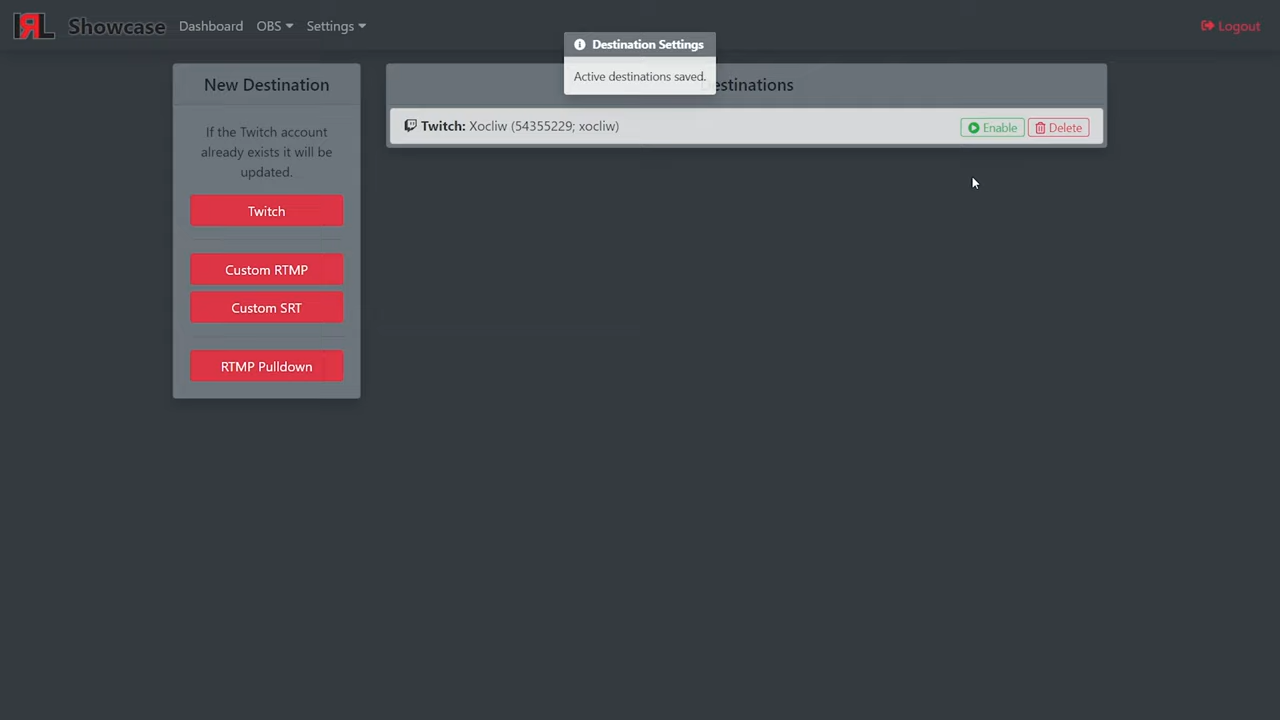 IRL Showcase Dashboard OBS Settings Logout
Destination Settings
Active destinations saved.
New Destination
If the Twitch account
already exists it will be
updated.
Twitch
Custom RTMP
Custom SRT
RTMP Pulldown
estinations
Twitch: Xocliw (54355229; xocliw) Enable Delete